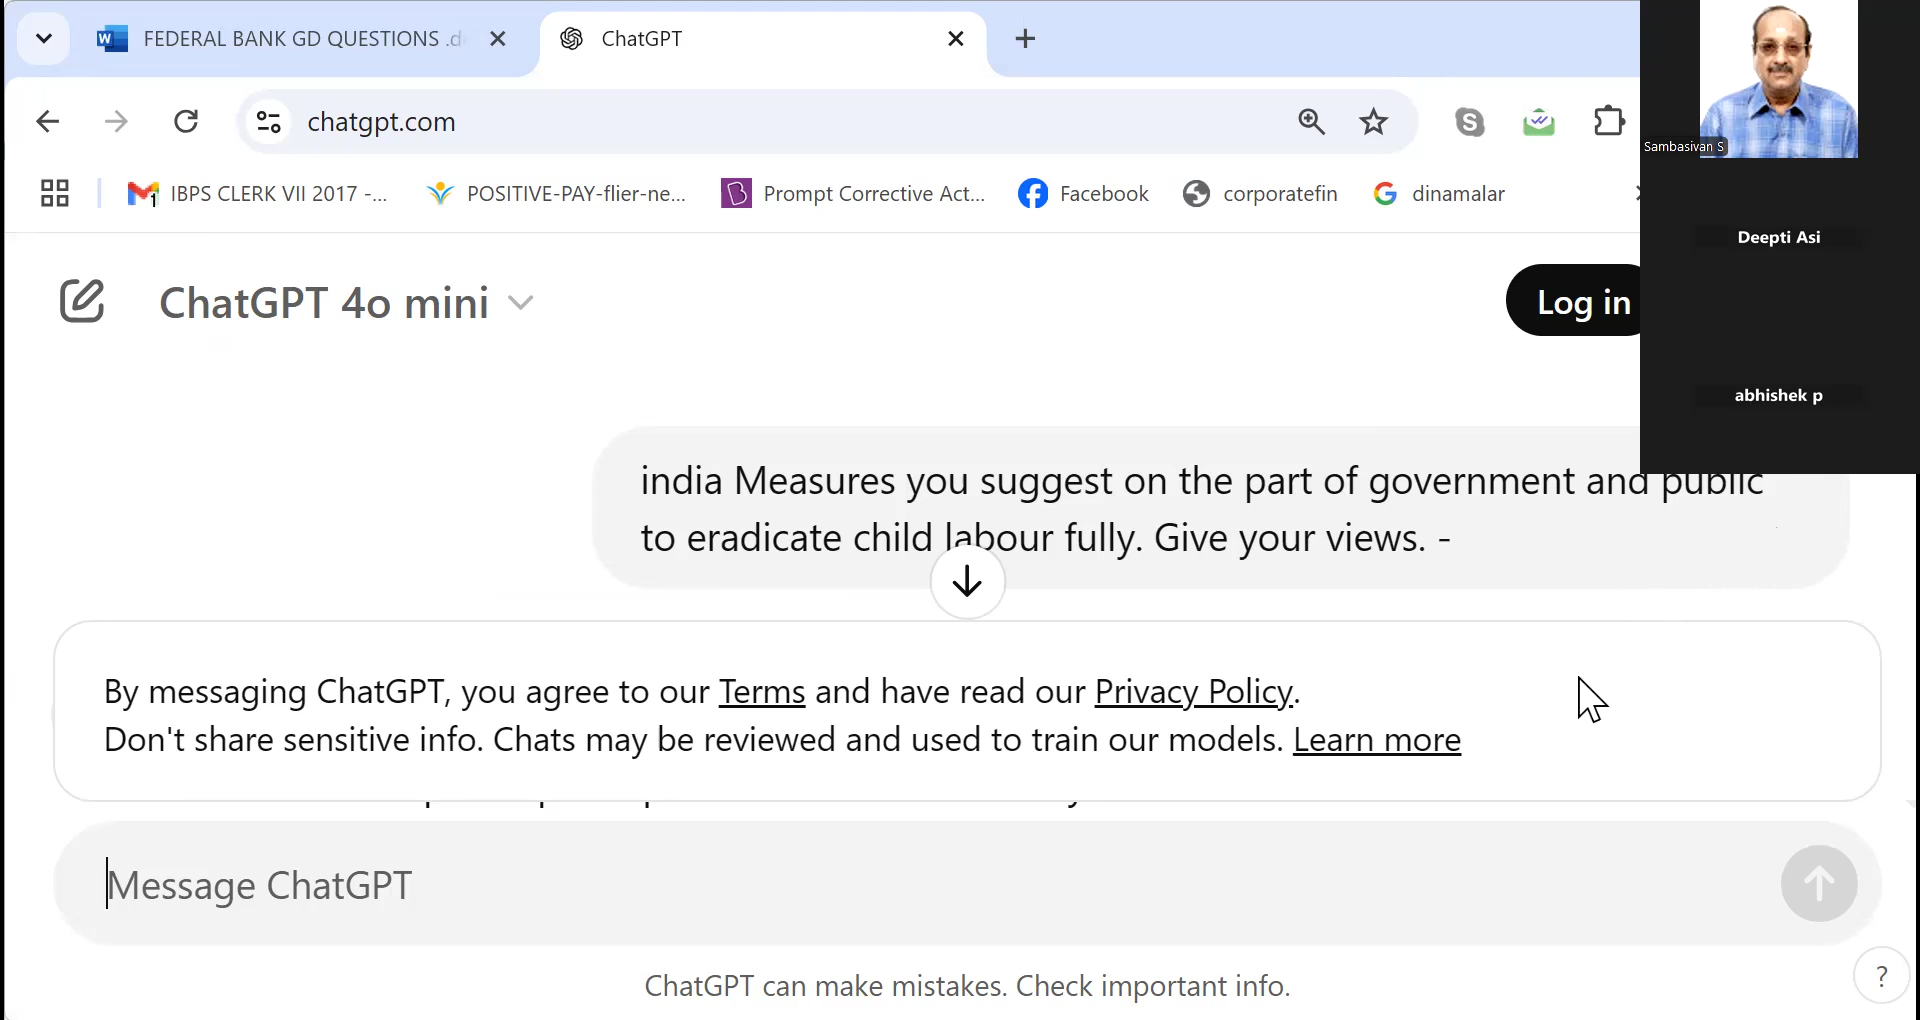 FEDERAL BANK GD QUESTIONS .d
ChatGPT
chatgpt.com
Sambasivan S
IBPS CLERK VII 2017 -...
POSITIVE-PAY-flier-ne...
Prompt Corrective Act...
Facebook
corporatefin
dinamalar
Deepti Asi
ChatGPT 4o mini
Log in
abhishek p
india Measures you suggest on the part of government and public
to eradicate child labour fully. Give your views. -
By messaging ChatGPT, you agree to our Terms and have read our Privacy Policy.
Don't share sensitive info. Chats may be reviewed and used to train our models. Learn more
Message ChatGPT
ChatGPT can make mistakes. Check important info.
?